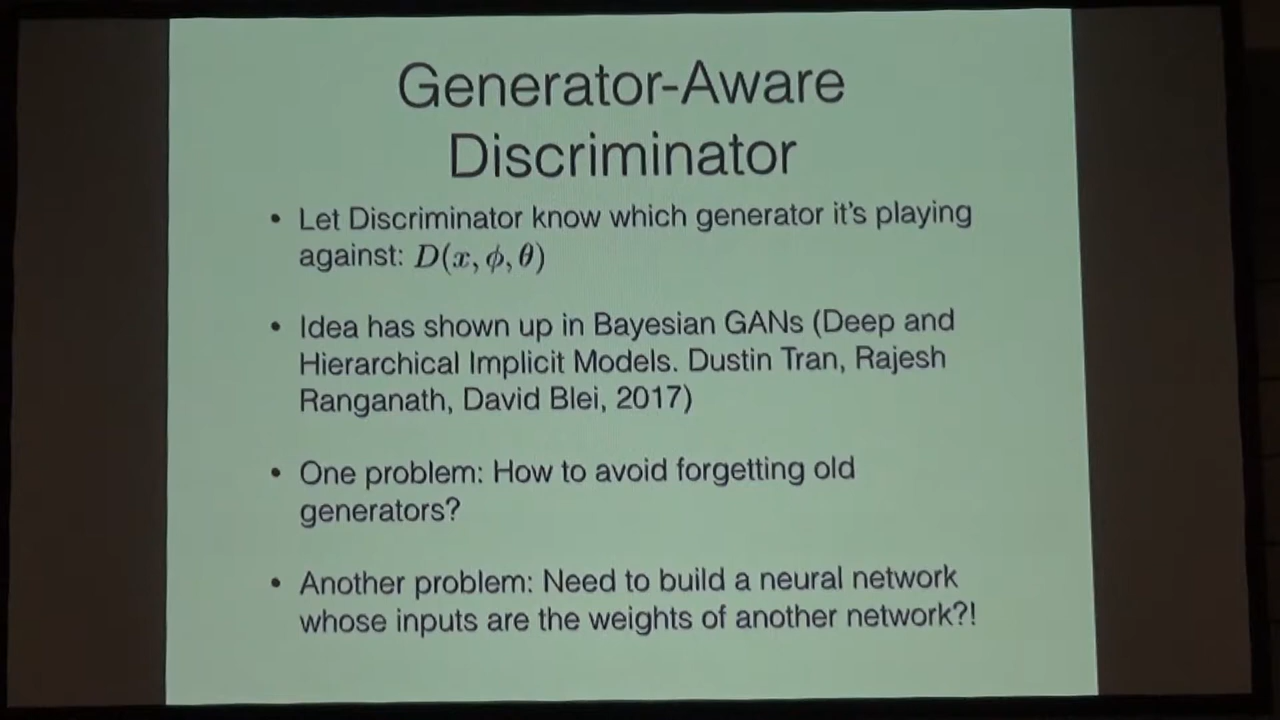 Generator-Aware
Discriminator
• Let Discriminator know which generator it's playing
against: D(x, ϕ, θ)
• Idea has shown up in Bayesian GANs (Deep and
Hierarchical Implicit Models. Dustin Tran, Rajesh
Ranganath, David Blei, 2017)
• One problem: How to avoid forgetting old
generators?
• Another problem: Need to build a neural network
whose inputs are the weights of another network?!